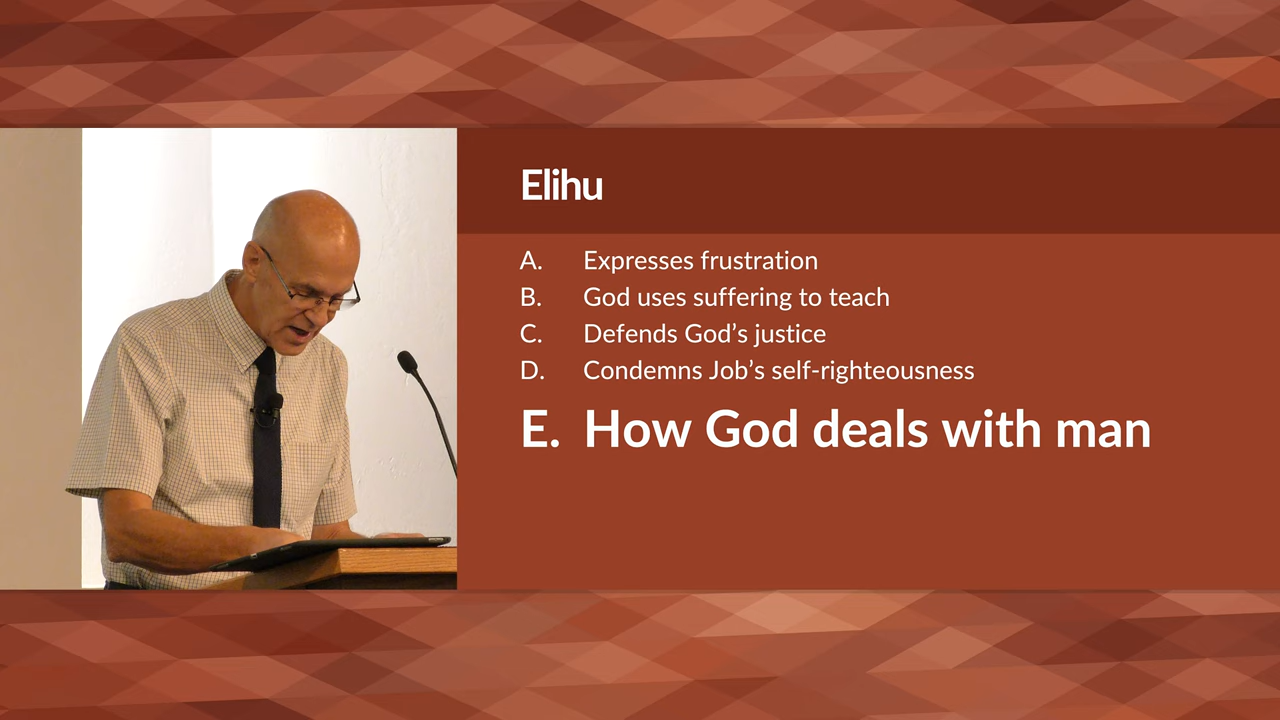 Elihu
A. Expresses frustration
B. God uses suffering to teach
C. Defends God’s justice
D. Condemns Job’s self-righteousness
E. How God deals with man